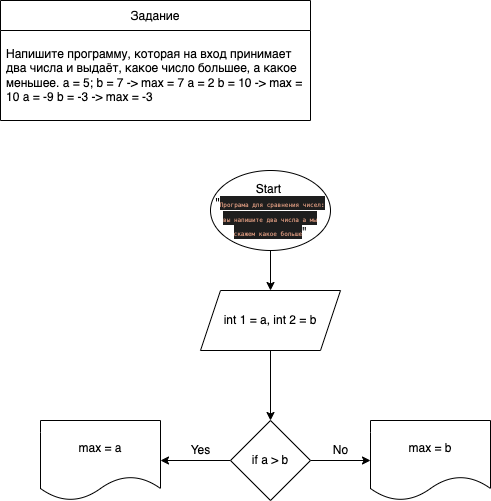 Задание
Напишите программу, которая на вход принимает
два числа и выдаёт, какое число большее, а какое
меньшее. a = 5; b = 7 -> max = 7 a = 2 b = 10 -> max =
10 a = -9 b = -3 -> max = -3
Start
"Програма для сравнения чисел:
вы напишите два числа а мы
скажем какое больше"
int 1 = a, int 2 = b
if a > b
Yes
No
max = a
max = b